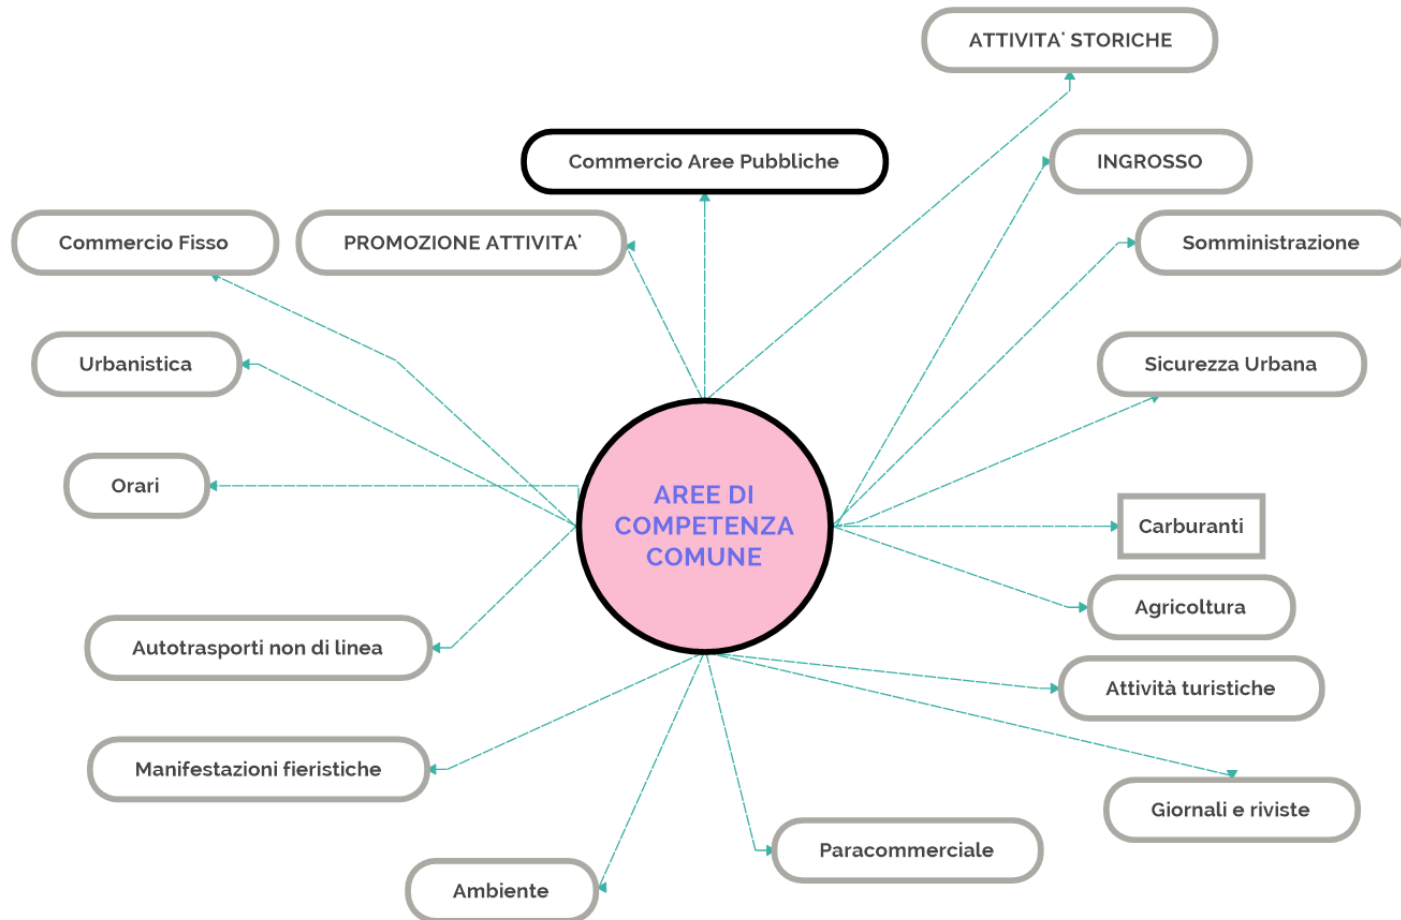 ATTIVITA' STORICHE
Commercio Aree Pubbliche
INGROSSO
Commercio Fisso
PROMOZIONE ATTIVITA'
Somministrazione
Urbanistica
Sicurezza Urbana
Orari
AREE DI
COMPETENZA
COMUNE
Carburanti
Agricoltura
Autotrasporti non di linea
Attività turistiche
Manifestazioni fieristiche
Giornali e riviste
Paracommerciale
Ambiente